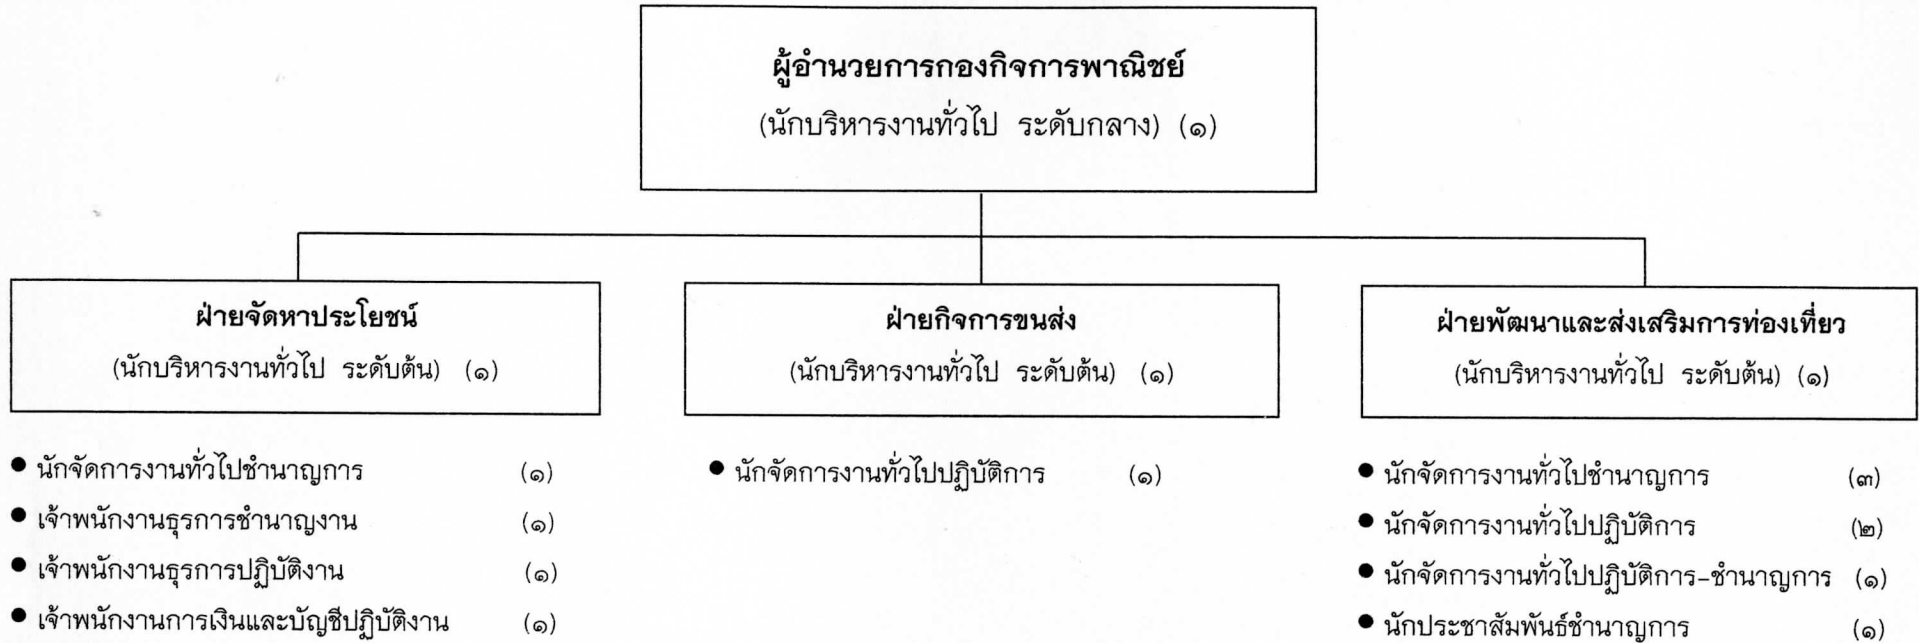 ผู้อำนวยการกองกิจการพาณิชย์
(นักบริหารงานทั่วไป ระดับกลาง) (๑)
ฝ่ายจัดหาประโยชน์
(นักบริหารงานทั่วไป ระดับต้น) (๑)
● นักจัดการงานทั่วไปชำนาญการ (๑)
● เจ้าพนักงานธุรการชำนาญงาน (๑)
● เจ้าพนักงานธุรการปฏิบัติงาน (๑)
● เจ้าพนักงานการเงินและบัญชีปฏิบัติงาน (๑)
ฝ่ายกิจการขนส่ง
(นักบริหารงานทั่วไป ระดับต้น) (๑)
● นักจัดการงานทั่วไปปฏิบัติการ (๑)
ฝ่ายพัฒนาและส่งเสริมการท่องเที่ยว
(นักบริหารงานทั่วไป ระดับต้น) (๑)
● นักจัดการงานทั่วไปชำนาญการ (๓)
● นักจัดการงานทั่วไปปฏิบัติการ (๒)
● นักจัดการงานทั่วไปปฏิบัติการ-ชำนาญการ (๑)
● นักประชาสัมพันธ์ชำนาญการ (๑)